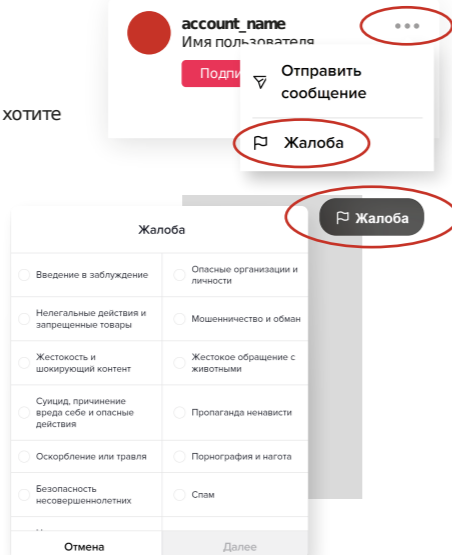 account_name
Имя пользователя
Отправить
сообщение
хотите
Жалоба
Жалоба
Жалоба
Введение в заблуждение
Опасные организации и
личности
Нелегальные действия и
запрещенные товары
Мошенничество и обман
Жестокость и
шокирующий контент
Жестокое обращение с
животными
Суицид, причинение
вреда себе и опасные
действия
Пропаганда ненависти
Оскорбление или травля
Порнография и нагота
Безопасность
несовершеннолетних
Спам
Отмена
Далее